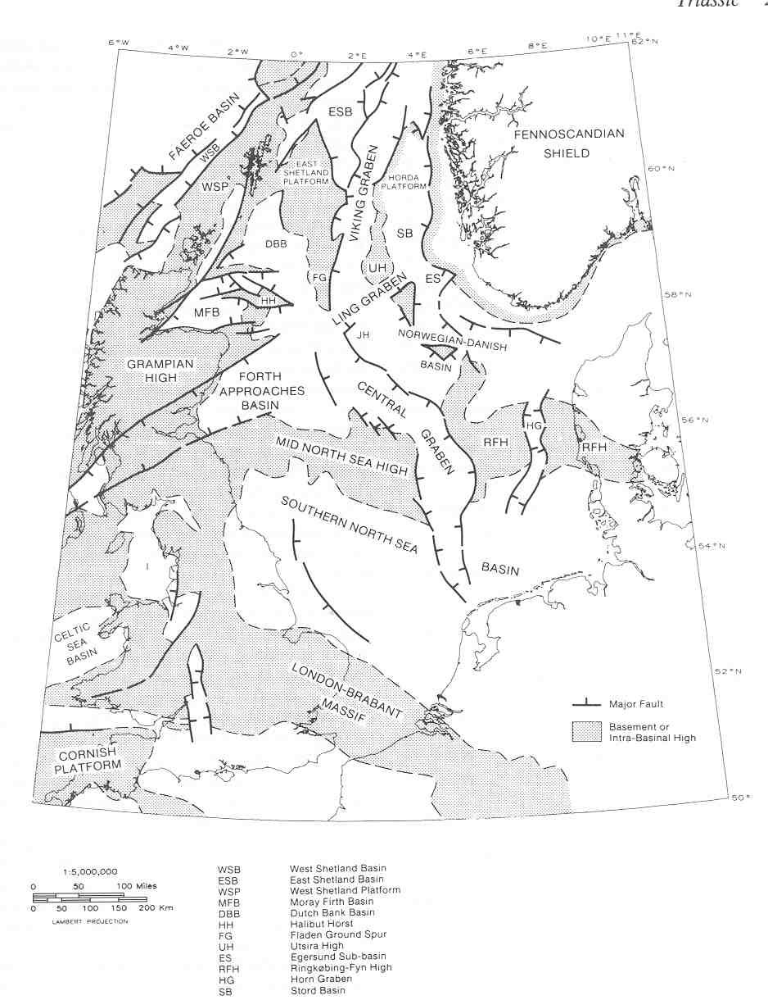 Triassic
6°W
4°W
2°W
0°
2°E
4°E
6°E
8°E
10°E
11°E
62°N
FAEROE BASIN
WSB
ESB
FENNOSCANDIAN
SHIELD
60°N
WSP
EAST
SHETLAND
PLATFORM
VIKING GRABEN
HORDA
PLATFORM
DBB
SB
FG
UH
ES
58°N
HH
MFB
LING GRABEN
JH
NORWEGIAN-DANISH
BASIN
GRAMPIAN
HIGH
FORTH
APPROACHES
BASIN
CENTRAL
GRABEN
56°N
HG
RFH
RFH
MID NORTH SEA HIGH
SOUTHERN NORTH SEA
BASIN
54°N
I
CELTIC
SEA
BASIN
52°N
LONDON-BRABANT
MASSIF
Major Fault
Basement or
Intra-Basinal High
CORNISH
PLATFORM
50°
1:5,000,000
0 50 100 Miles
0 50 100 150 200 Km
LAMBERT PROJECTION
WSB West Shetland Basin
ESB East Shetland Basin
WSP West Shetland Platform
MFB Moray Firth Basin
DBB Dutch Bank Basin
HH Halibut Horst
FG Fladen Ground Spur
UH Utsira High
ES Egersund Sub-basin
RFH Ringkøbing-Fyn High
HG Horn Graben
SB Stord Basin